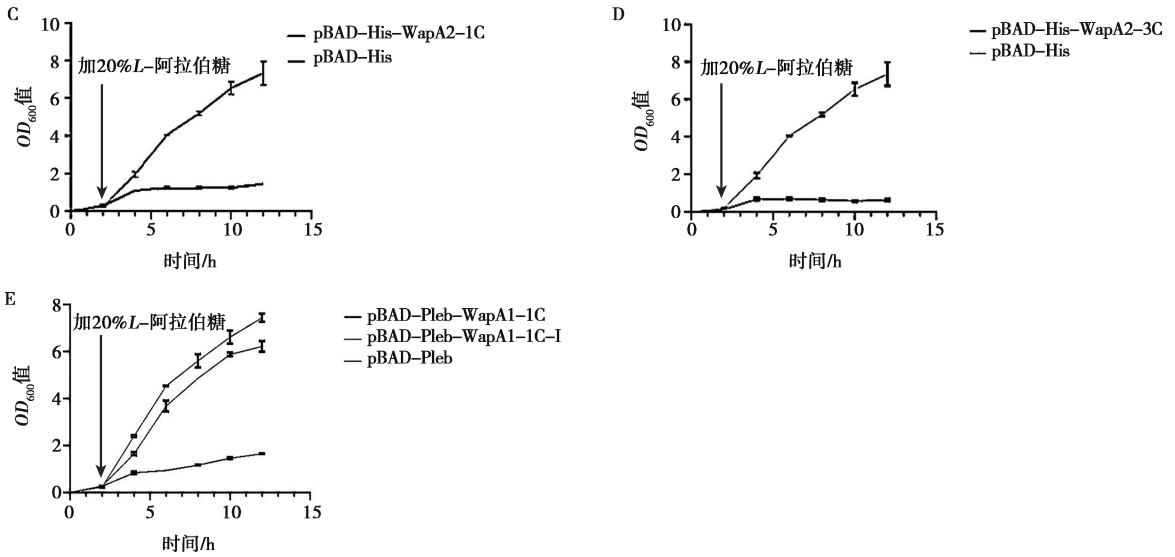 C
10
8
6
4
2
0
OD600值
加20%L-阿拉伯糖
pBAD-His-WapA2-1C
pBAD-His
0 5 10 15
时间/h
D
10
8
6
4
2
0
OD600值
加20%L-阿拉伯糖
pBAD-His-WapA2-3C
pBAD-His
0 5 10 15
时间/h
E
8
6
4
2
0
OD600值
加20%L-阿拉伯糖
pBAD-Pleb-WapA1-1C
pBAD-Pleb-WapA1-1C-I
pBAD-Pleb
0 5 10 15
时间/h